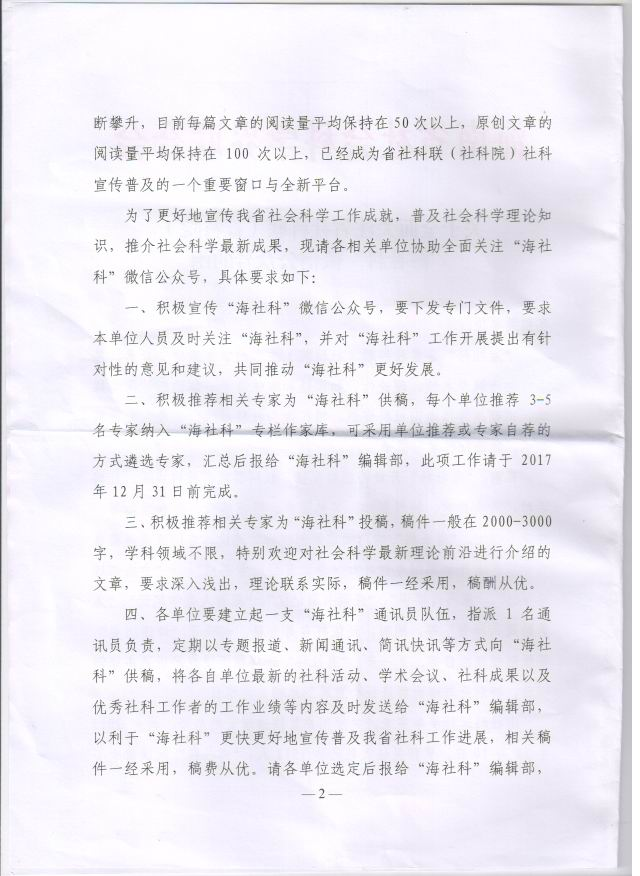 断攀升，目前每篇文章的阅读量平均保持在50次以上，原创文章的
阅读量平均保持在 100 次以上，已经成为省社科联（社科院）社科
宣传普及的一个重要窗口与全新平台。
为了更好地宣传我省社会科学工作成就，普及社会科学理论知
识，推介社会科学最新成果，现请各相关单位协助全面关注“海社
科”微信公众号，具体要求如下：
一、积极宣传“海社科”微信公众号，要下发专门文件，要求
本单位人员及时关注“海社科”，并对“海社科”工作开展提出有针
对性的意见和建议，共同推动“海社科”更好发展。
二、积极推荐相关专家为“海社科”供稿，每个单位推荐 3-5
名专家纳入“海社科”专栏作家库，可采用单位推荐或专家自荐的
方式遴选专家，汇总后报给“海社科”编辑部，此项工作请于 2017
年12月31日前完成。
三、积极推荐相关专家为“海社科”投稿，稿件一般在2000-3000
字，学科领域不限，特别欢迎对社会科学最新理论前沿进行介绍的
文章，要求深入浅出，理论联系实际，稿件一经采用，稿酬从优。
四、各单位要建立起一支“海社科”通讯员队伍，指派 1 名通
讯员负责，定期以专题报道、新闻通讯、简讯快讯等方式向“海社
科”供稿，将各自单位最新的社科活动、学术会议、社科成果以及
优秀社科工作者的工作业绩等内容及时发送给“海社科”编辑部，
以利于“海社科”更快更好地宣传普及我省社科工作进展，相关稿
件一经采用，稿费从优。请各单位选定后报给“海社科”编辑部，
—2—